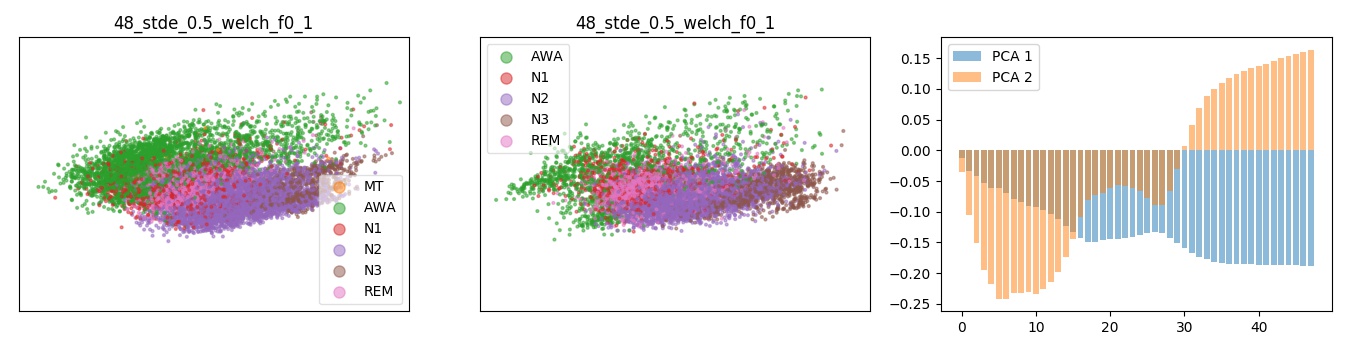 48_stde_0.5_welch_f0_1
MT
AWA
N1
N2
N3
REM
48_stde_0.5_welch_f0_1
AWA
N1
N2
N3
REM
PCA 1
PCA 2
0.15
0.10
0.05
0.00
−0.05
−0.10
−0.15
−0.20
−0.25
0 10 20 30 40